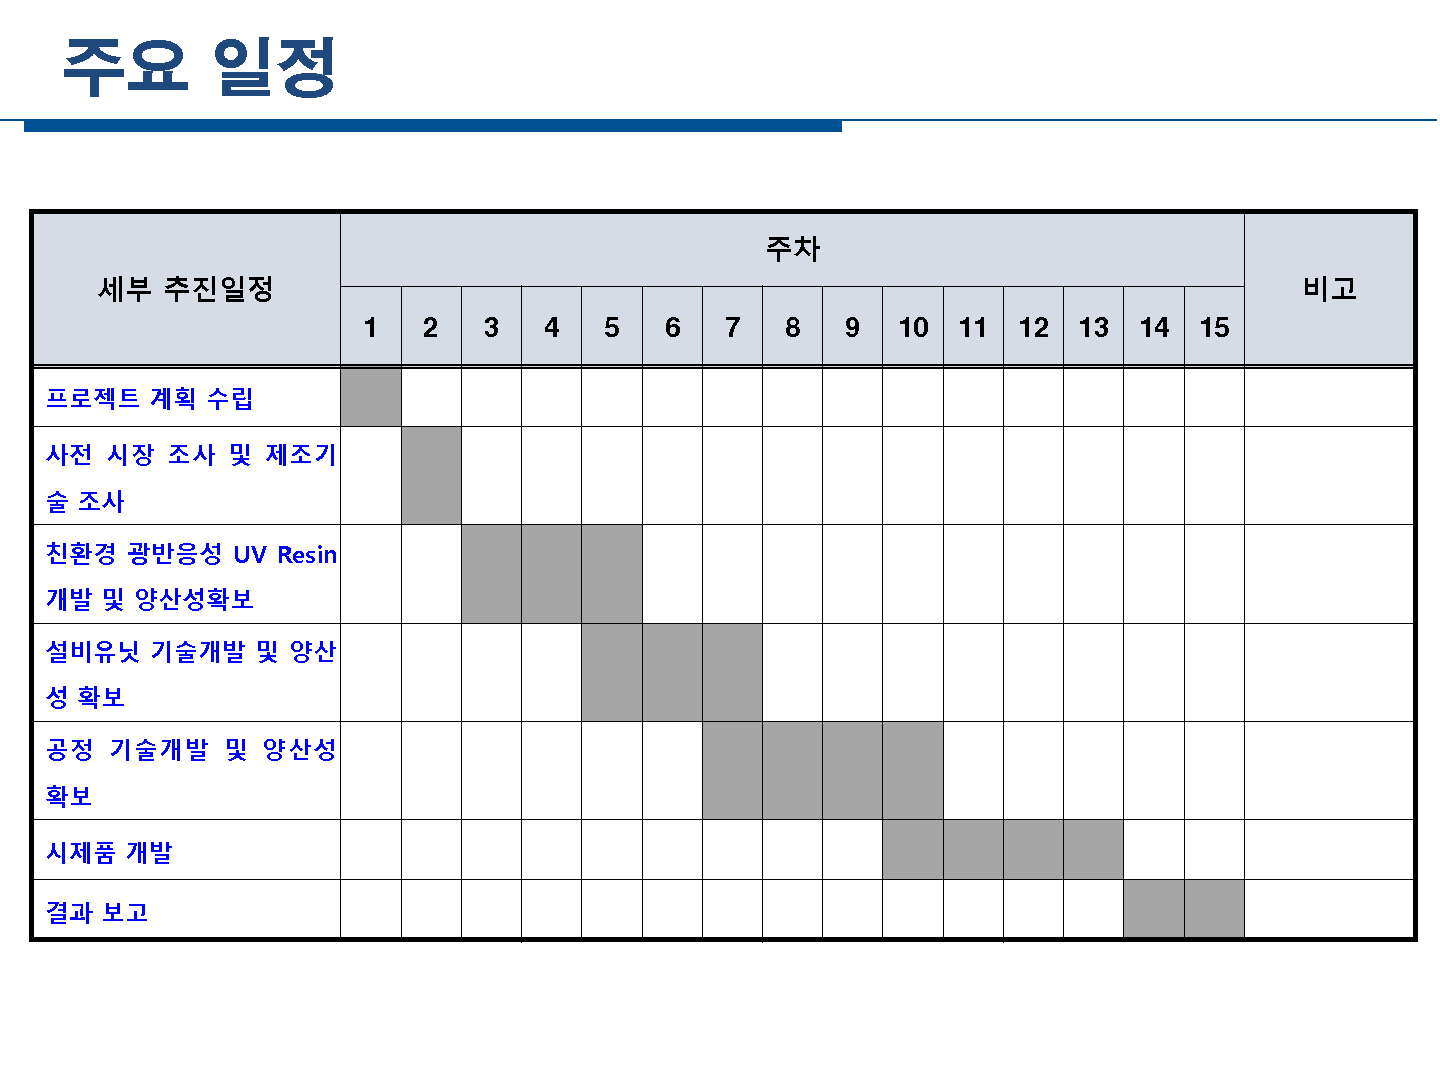 주요 일정
세부 추진일정
주차
비고
1 2 3 4 5 6 7 8 9 10 11 12 13 14 15
프로젝트 계획 수립
사전 시장 조사 및 제조기
술 조사
친환경 광반응성 UV Resin
개발 및 양산성확보
설비유닛 기술개발 및 양산
성 확보
공정 기술개발 및 양산성
확보
시제품 개발
결과 보고